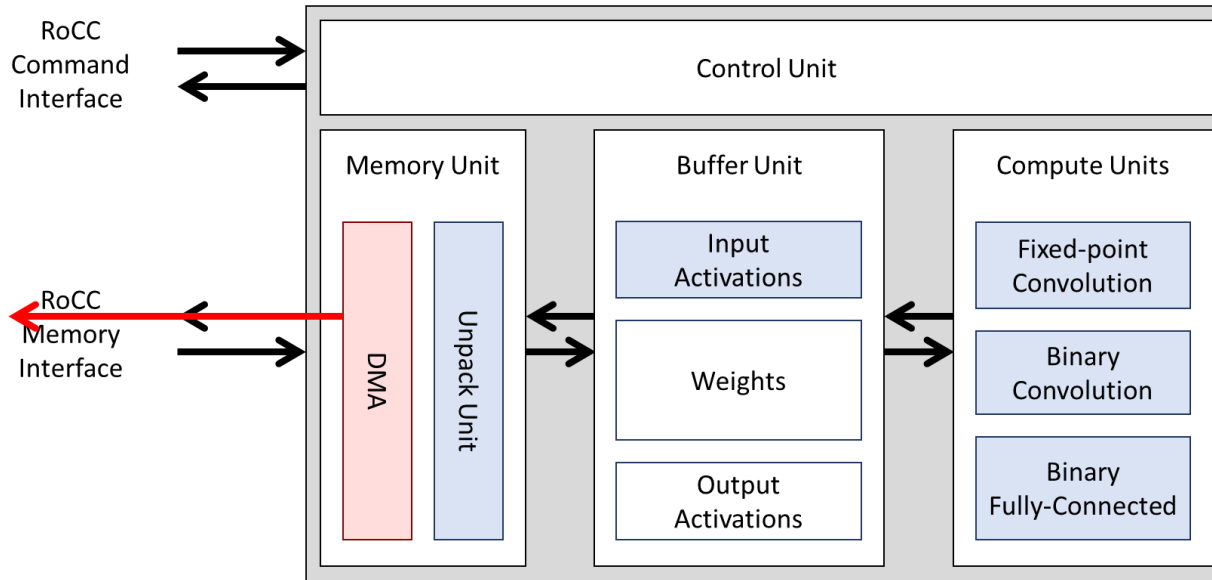 RoCC
Command
Interface
Control Unit
Memory Unit
Buffer Unit
Compute Units
RoCC
Memory
Interface
DMA
Unpack Unit
Input
Activations
Weights
Output
Activations
Fixed-point
Convolution
Binary
Convolution
Binary
Fully-Connected